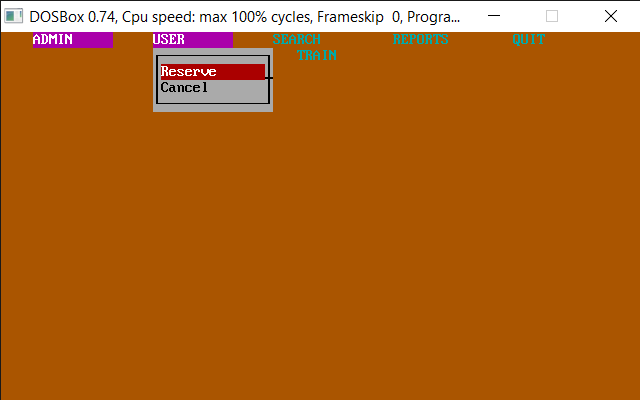 DOSBox 0.74, Cpu speed: max 100% cycles, Frameskip 0, Progra...
ADMIN USER SEARCH REPORTS QUIT
TRAIN
Reserve
Cancel